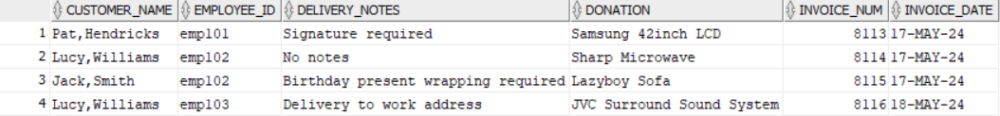 CUSTOMER_NAME EMPLOYEE_ID DELIVERY_NOTES DONATION INVOICE_NUM INVOICE_DATE
1 Pat,Hendricks emp101 Signature required Samsung 42inch LCD 8113 17-MAY-24
2 Lucy,Williams emp102 No notes Sharp Microwave 8114 17-MAY-24
3 Jack,Smith emp102 Birthday present wrapping required Lazyboy Sofa 8115 17-MAY-24
4 Lucy,Williams emp103 Delivery to work address JVC Surround Sound System 8116 18-MAY-24